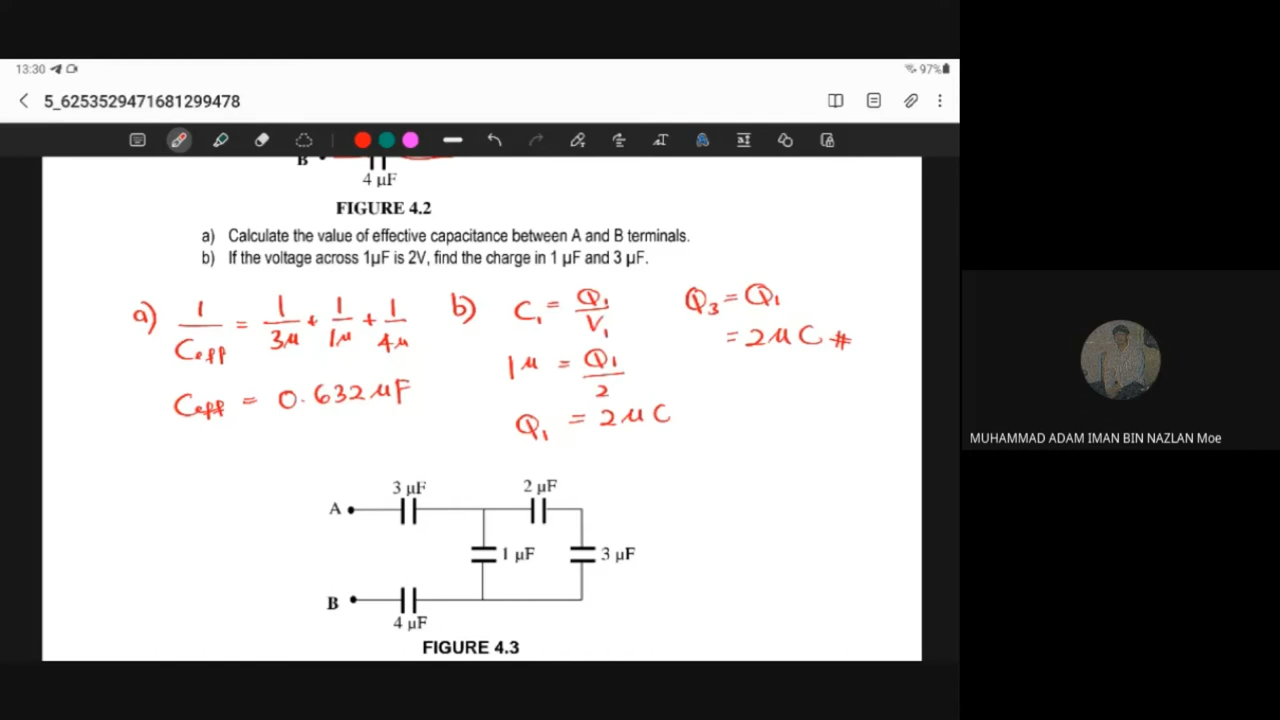 13:30
97%
5_6253529471681299478
B
4 μF
FIGURE 4.2
a) Calculate the value of effective capacitance between A and B terminals.
b) If the voltage across 1μF is 2V, find the charge in 1 μF and 3 μF.
a) 1/Ceff = 1/3μ + 1/1μ + 1/4μ
Ceff = 0.632 μF
b) C1 = Q1/V1
1μ = Q1/2
Q1 = 2μC
Q3 = Q1
= 2μC #
3 μF
2 μF
A
1 μF
3 μF
B
4 μF
FIGURE 4.3
MUHAMMAD ADAM IMAN BIN NAZLAN Moe